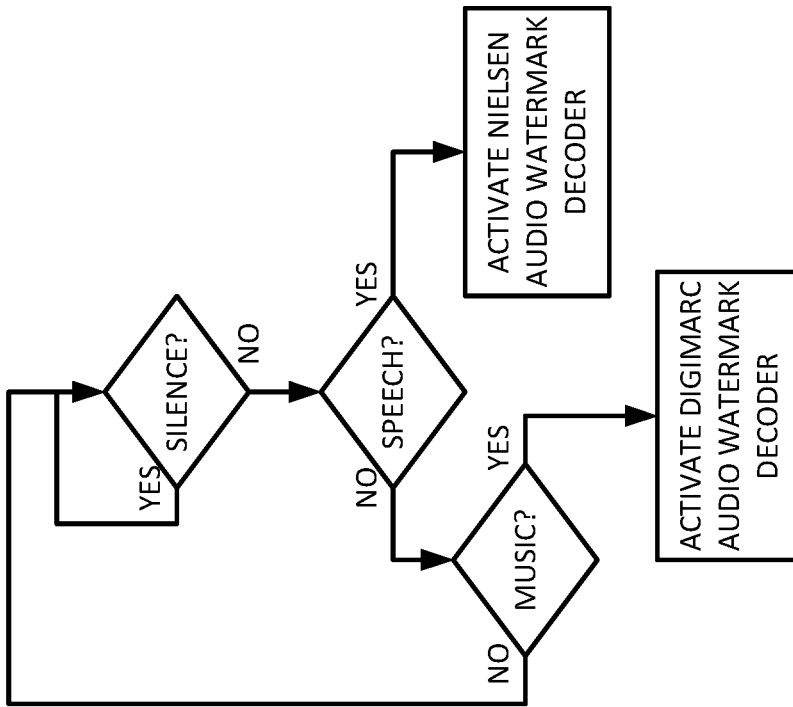 SILENCE?
YES
NO
SPEECH?
YES
NO
ACTIVATE NIELSEN
AUDIO WATERMARK
DECODER
MUSIC?
YES
NO
ACTIVATE DIGIMARC
AUDIO WATERMARK
DECODER